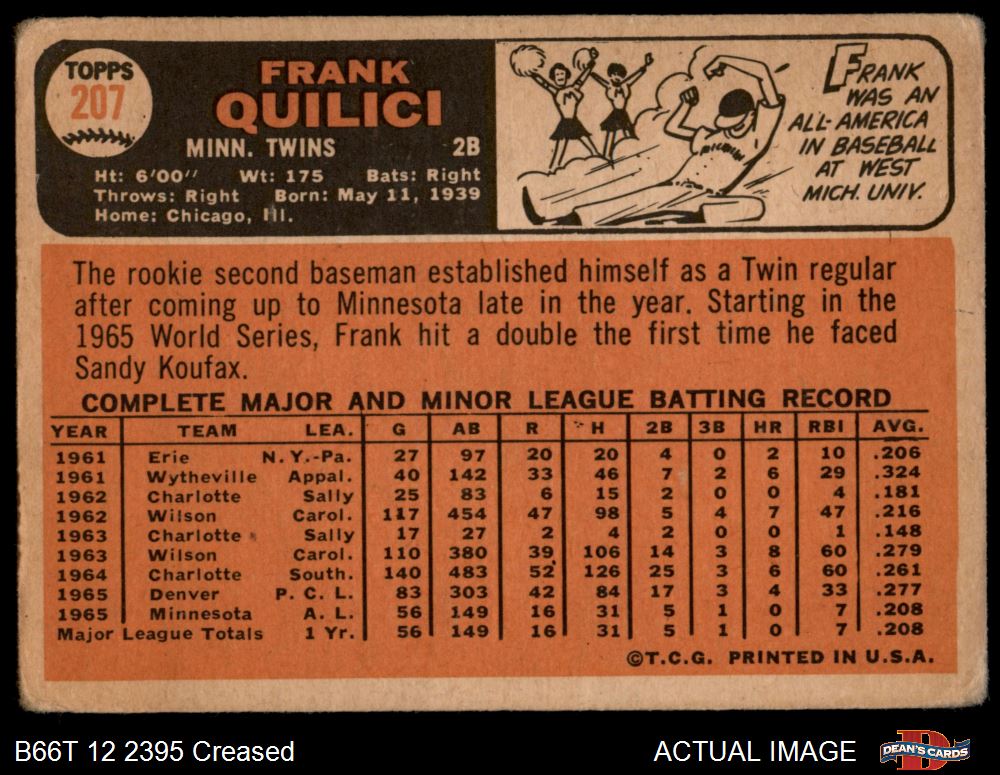 TOPPS
207
FRANK
QUILICI
MINN. TWINS 2B
Ht: 6'00" Wt: 175 Bats: Right
Throws: Right Born: May 11, 1939
Home: Chicago, Ill.
M M
MICH.
FRANK
WAS AN
ALL-AMERICA
IN BASEBALL
AT WEST
MICH. UNIV.
The rookie second baseman established himself as a Twin regular
after coming up to Minnesota late in the year. Starting in the
1965 World Series, Frank hit a double the first time he faced
Sandy Koufax.
COMPLETE MAJOR AND MINOR LEAGUE BATTING RECORD
YEAR TEAM LEA. G AB R H 2B 3B HR RBI AVG.
1961 Erie N.Y.-Pa. 27 97 20 20 4 0 2 10 .206
1961 Wytheville Appal. 40 142 33 46 7 2 6 29 .324
1962 Charlotte Sally 25 83 6 15 2 0 0 4 .181
1962 Wilson Carol. 117 454 47 98 5 4 7 47 .216
1963 Charlotte Sally 17 27 2 4 2 0 0 1 .148
1963 Wilson Carol. 110 380 39 106 14 3 8 60 .279
1964 Charlotte South. 140 483 52 126 25 3 6 60 .261
1965 Denver P. C. L. 83 303 42 84 17 3 4 33 .277
1965 Minnesota A. L. 56 149 16 31 5 1 0 7 .208
Major League Totals 1 Yr. 56 149 16 31 5 1 0 7 .208
©T.C.G. PRINTED IN U.S.A.
B66T 12 2395 Creased ACTUAL IMAGE
DEAN'S CARDS